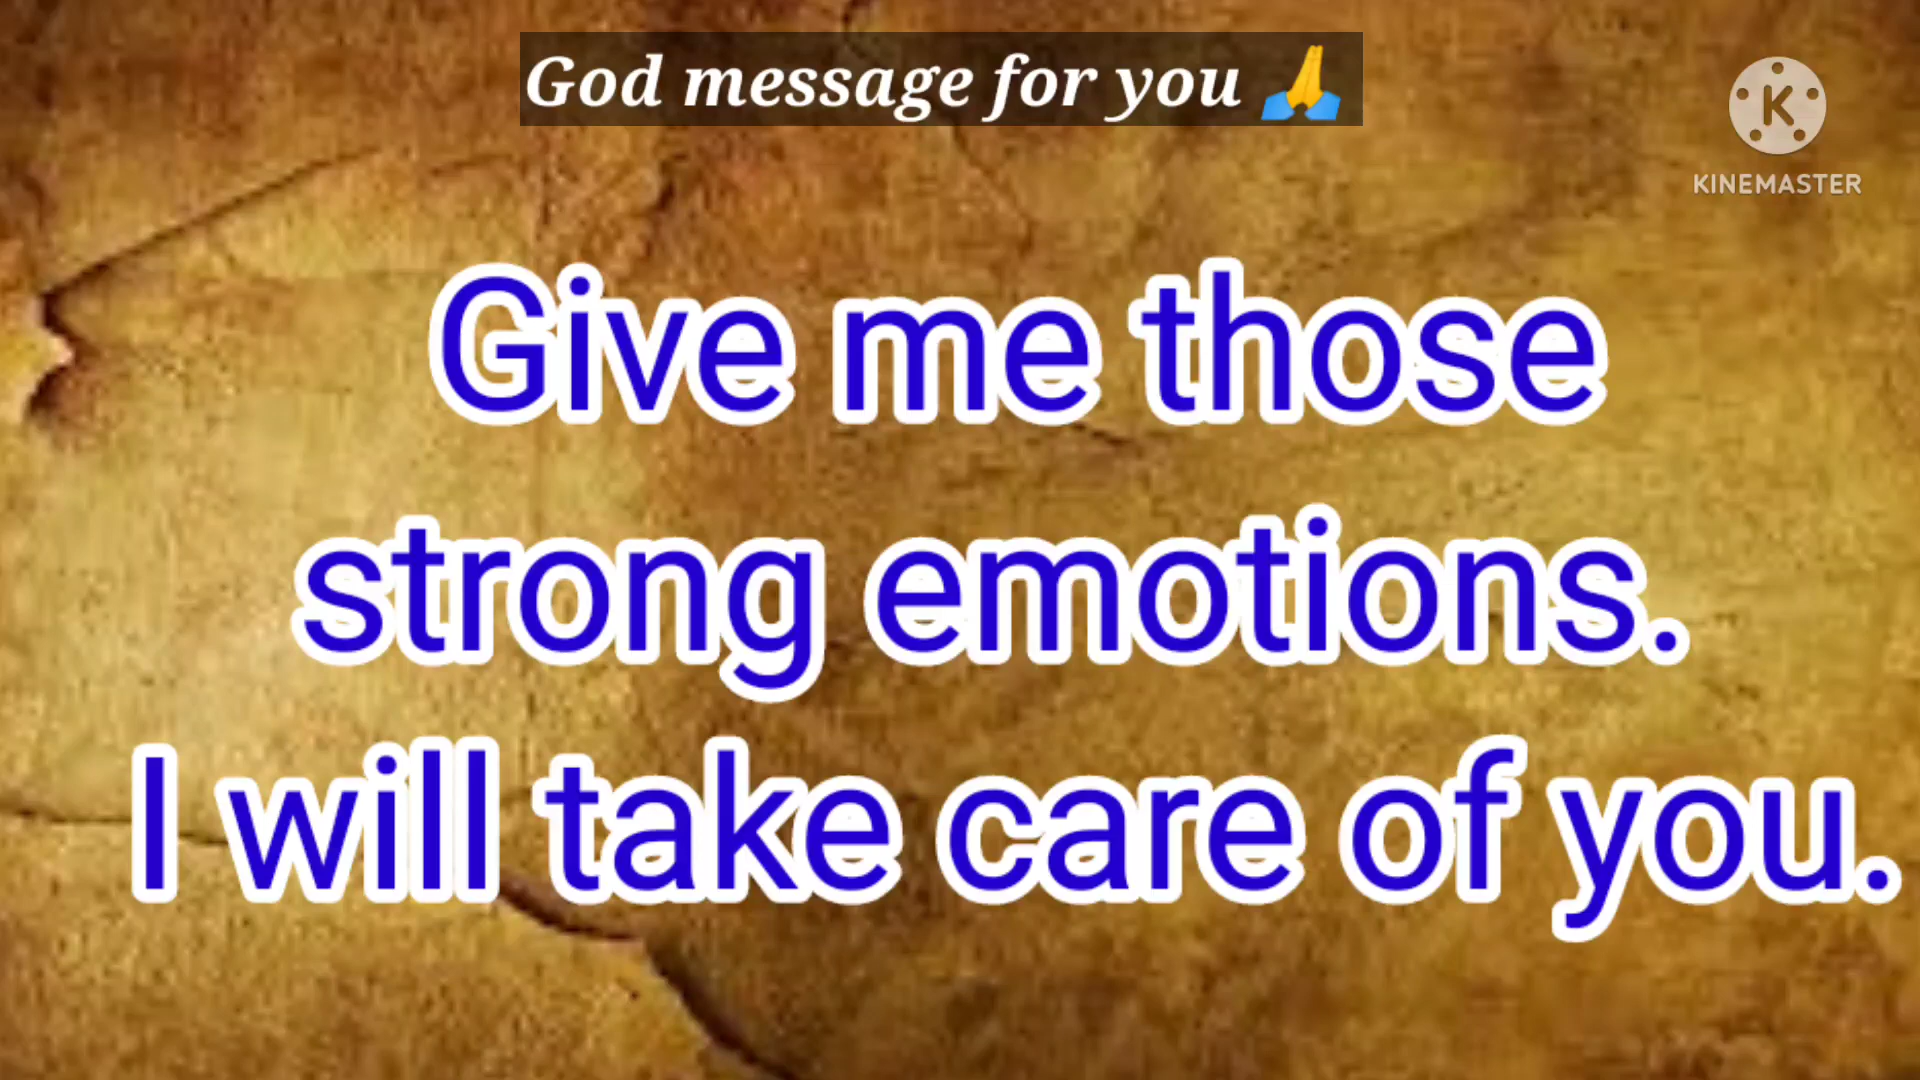 God message for you 🙏
KINEMASTER
Give me those
strong emotions.
I will take care of you.